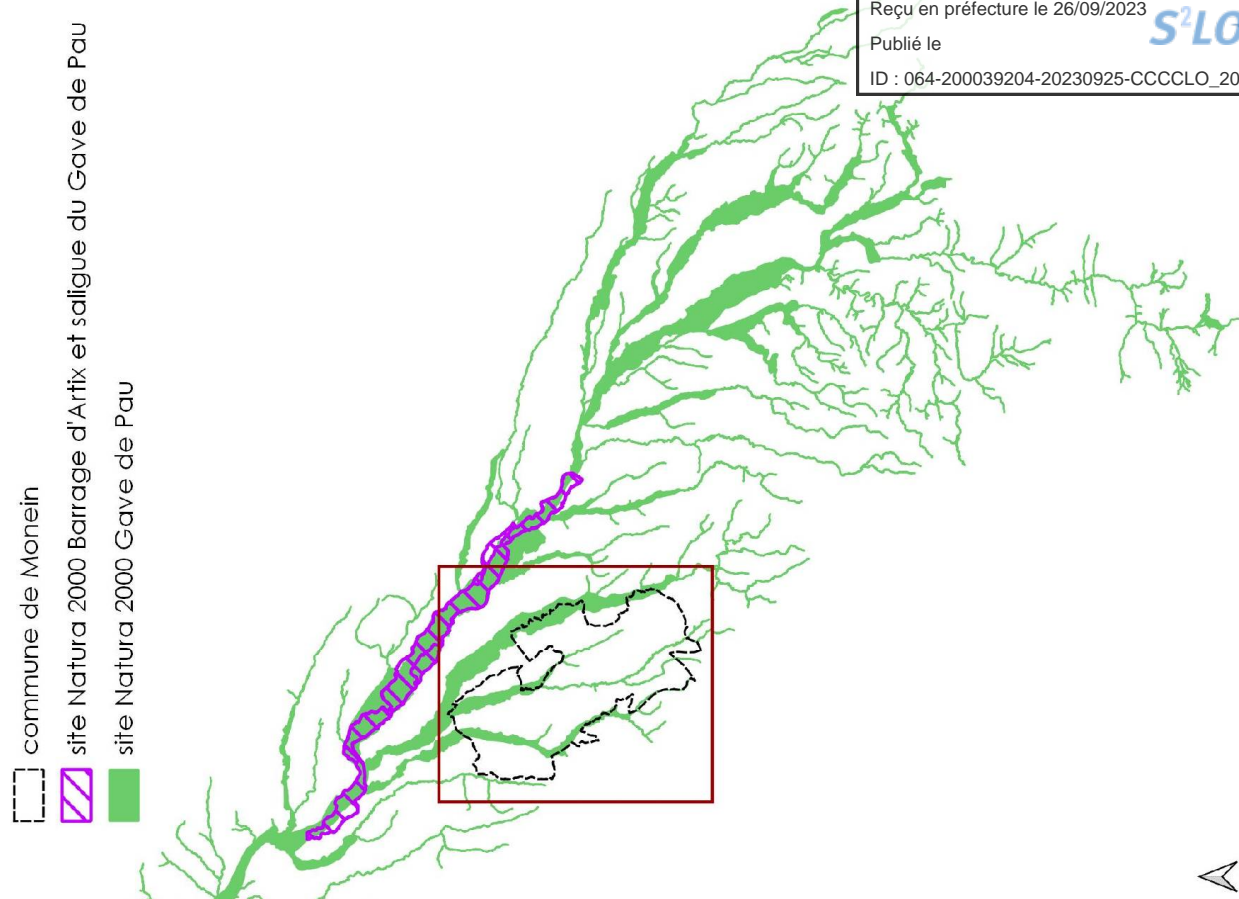 Reçu en préfecture le 26/09/2023
Publié le
ID : 064-200039204-20230925-CCCCLO_20
S²LO
commune de Monein
site Natura 2000 Barrage d'Artix et saligue du Gave de Pau
site Natura 2000 Gave de Pau